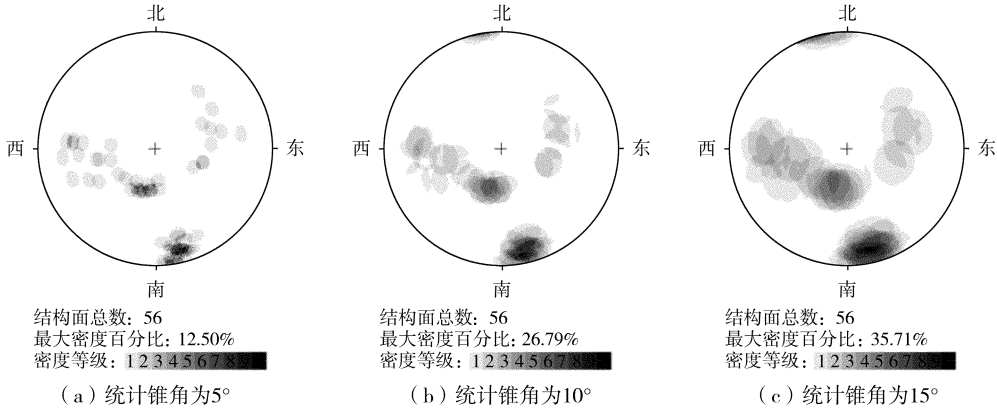 北 北 北
西 东 西 东 西 东
南 南 南
结构面总数：56 结构面总数：56 结构面总数：56
最大密度百分比：12.50% 最大密度百分比：26.79% 最大密度百分比：35.71%
密度等级：1 2 3 4 5 6 7 8 密度等级：1 2 3 4 5 6 7 8 密度等级：1 2 3 4 5 6 7 8
（a）统计锥角为5° （b）统计锥角为10° （c）统计锥角为15°